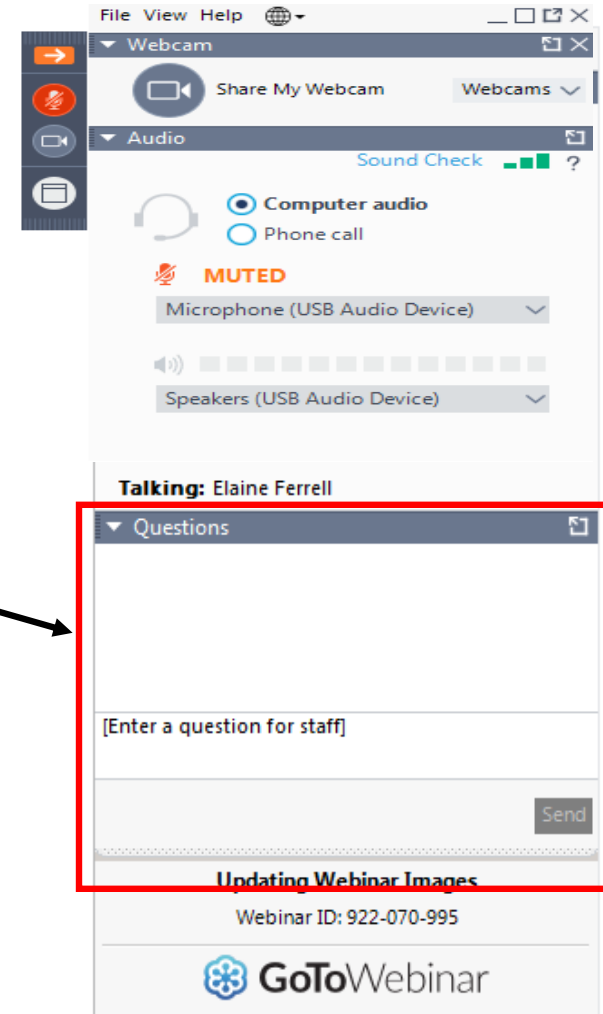 File View Help
Webcam
Share My Webcam Webcams
Audio
Sound Check ?
Computer audio
Phone call
MUTED
Microphone (USB Audio Device)
Speakers (USB Audio Device)
Talking: Elaine Ferrell
Questions
[Enter a question for staff]
Send
Updating Webinar Images
Webinar ID: 922-070-995
GoToWebinar